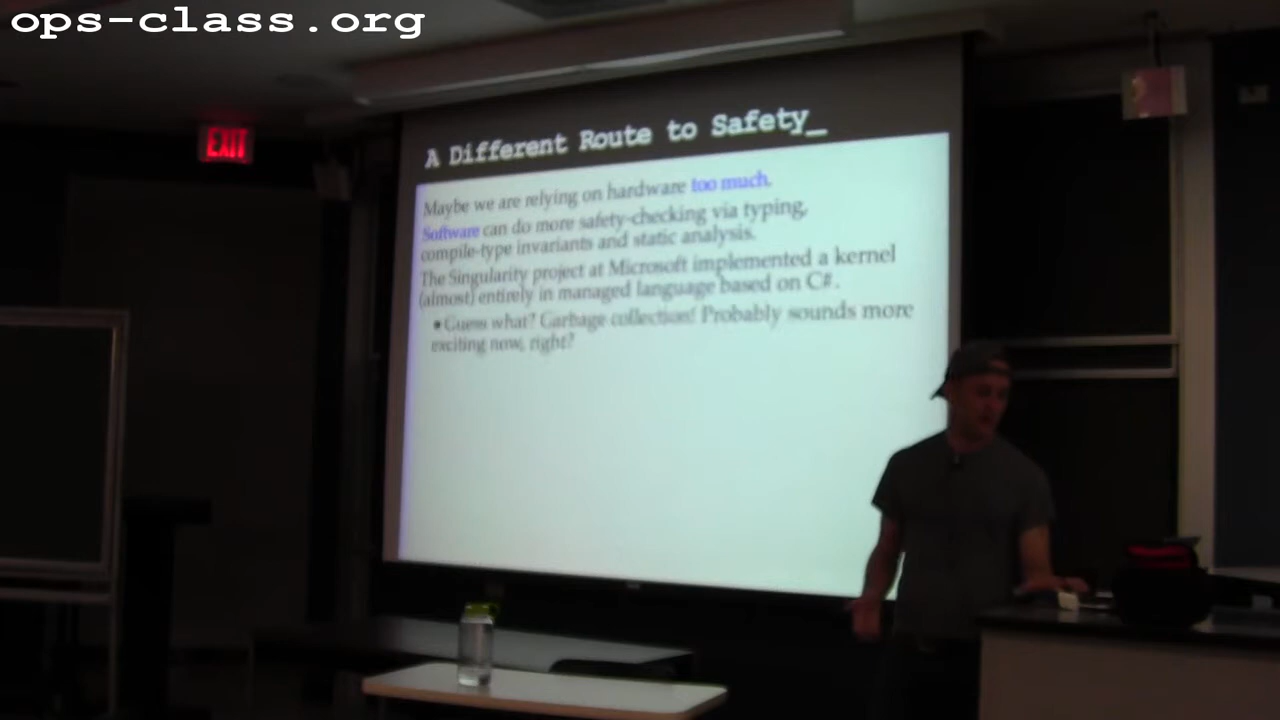 ops-class.org
EXIT
A Different Route to Safety_
Maybe we are relying on hardware too much.
Software can do more safety-checking via typing,
compile-type invariants and static analysis.
The Singularity project at Microsoft implemented a kernel
(almost) entirely in managed language based on C#.
• Guess what? Garbage collection! Probably sounds more
exciting now, right?